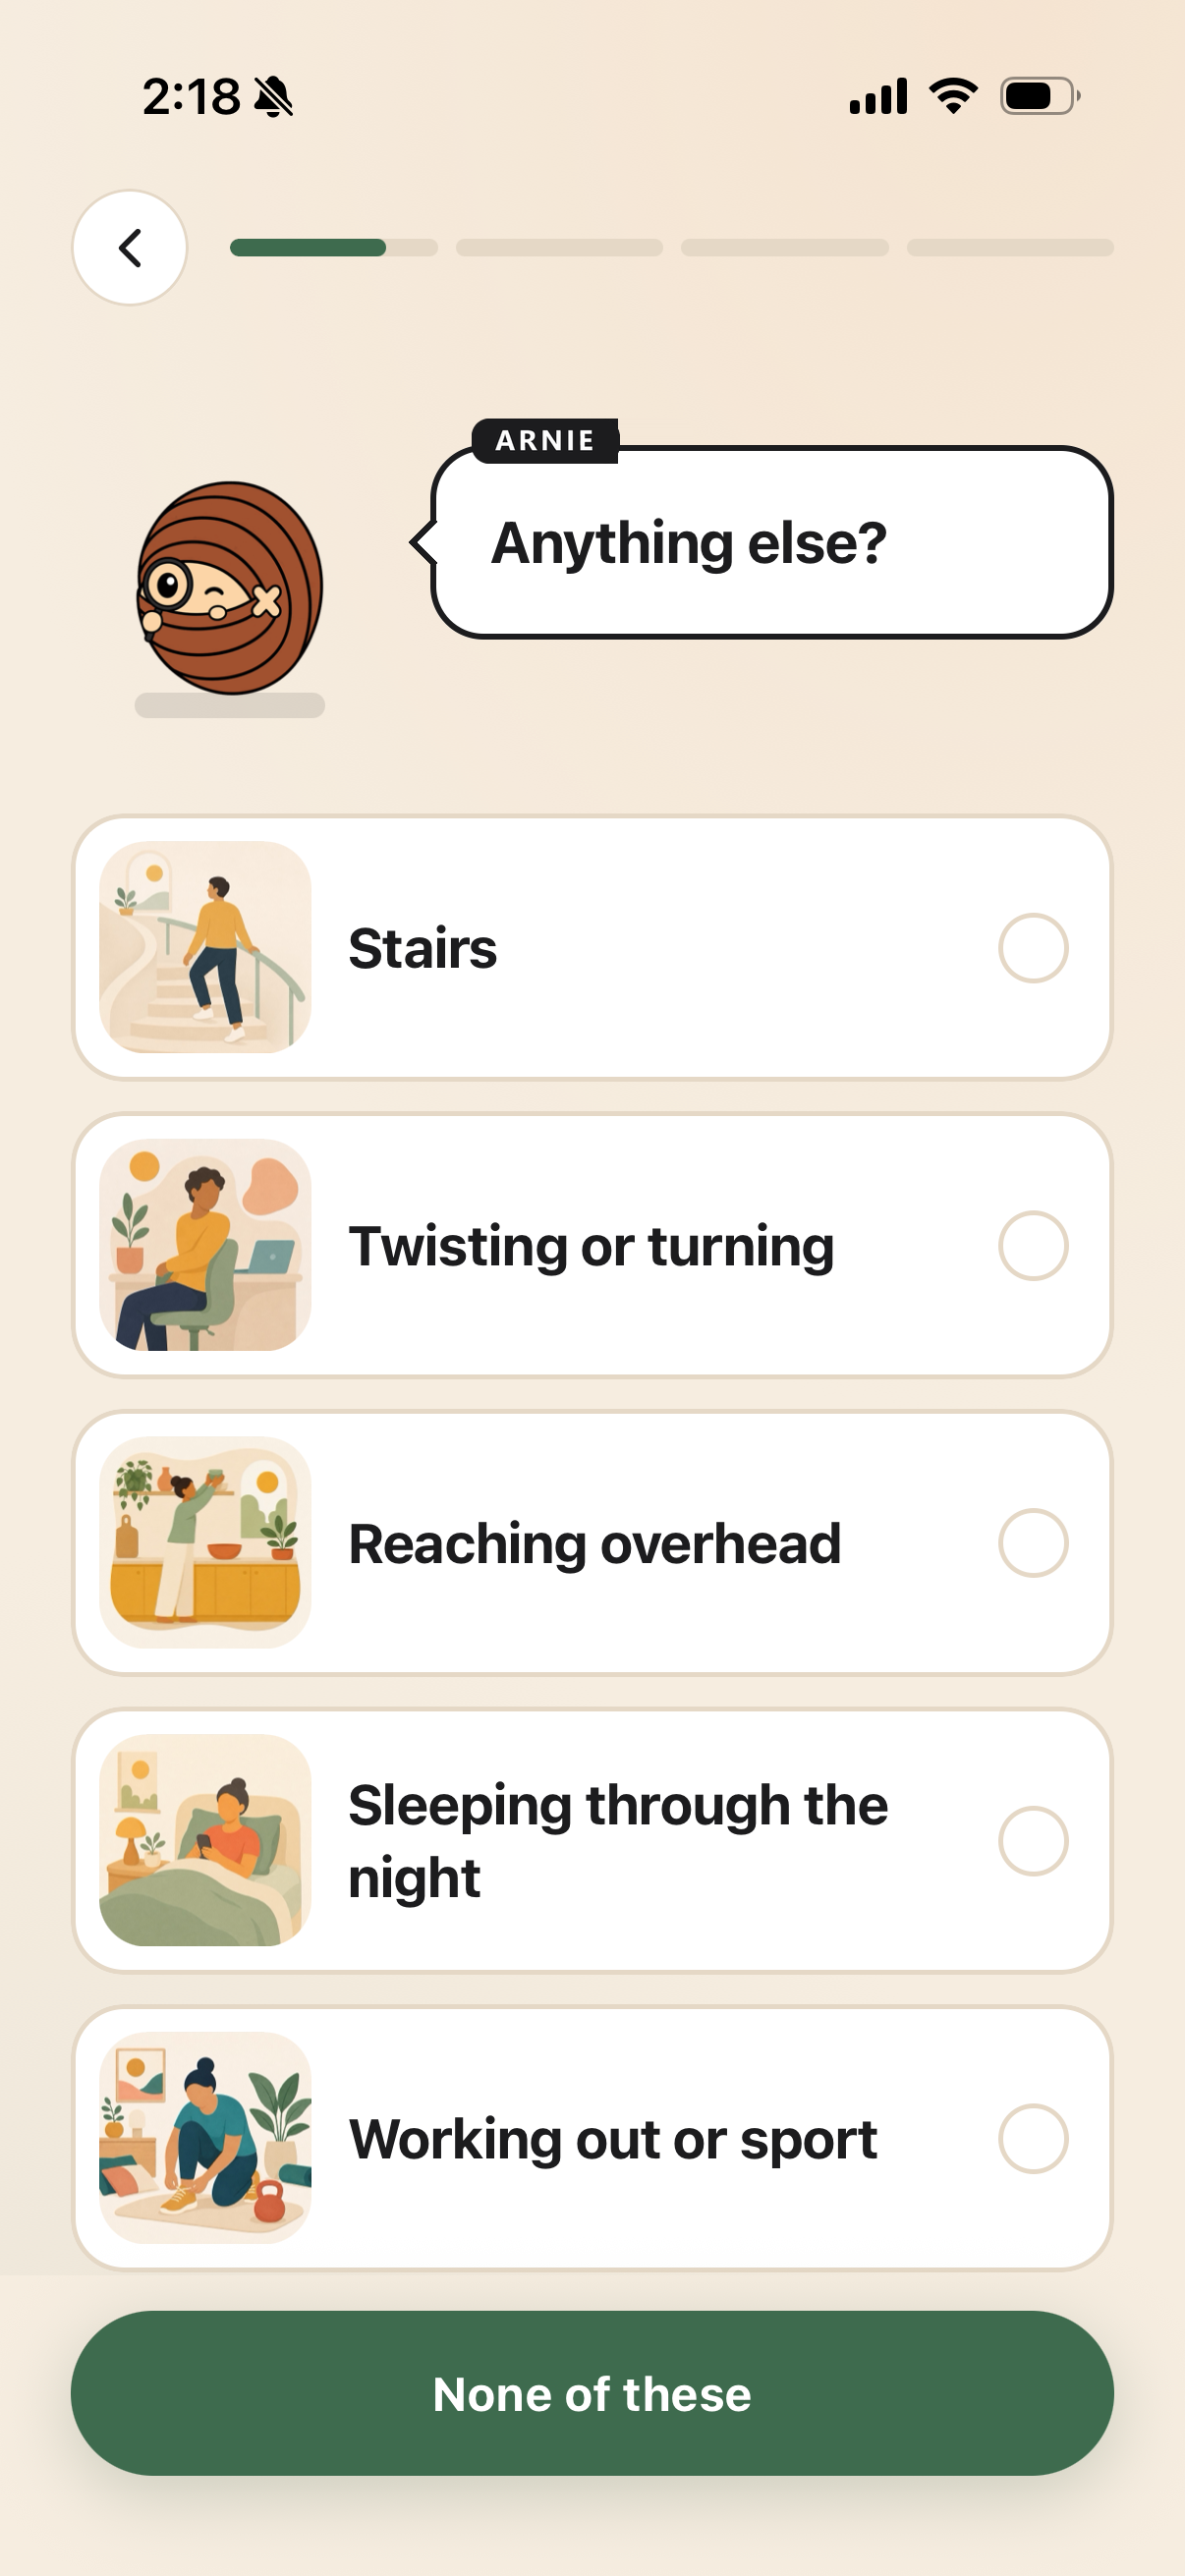 2:18
ARNIE
Anything else?
Stairs
Twisting or turning
Reaching overhead
Sleeping through the
night
Working out or sport
None of these